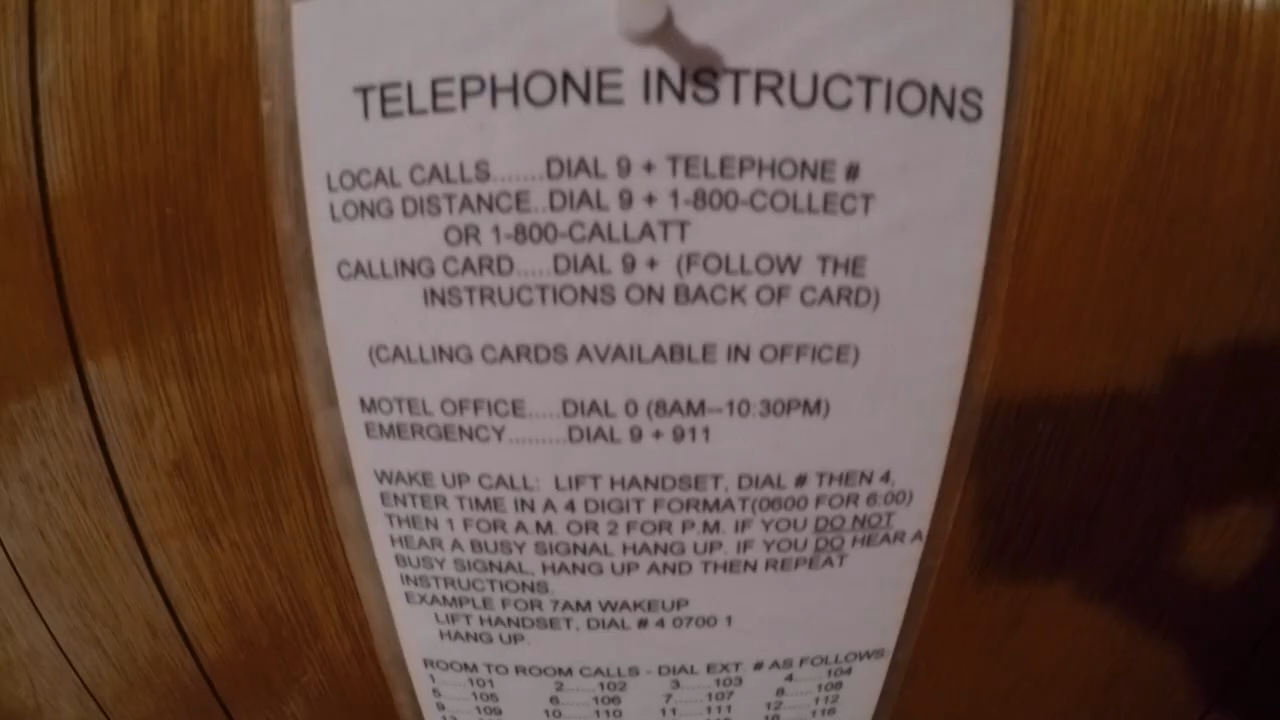 TELEPHONE INSTRUCTIONS
LOCAL CALLS.......DIAL 9 + TELEPHONE #
LONG DISTANCE..DIAL 9 + 1-800-COLLECT
OR 1-800-CALLATT
CALLING CARD.....DIAL 9 + (FOLLOW THE
INSTRUCTIONS ON BACK OF CARD)
(CALLING CARDS AVAILABLE IN OFFICE)
MOTEL OFFICE.....DIAL 0 (8AM--10:30PM)
EMERGENCY.........DIAL 9 + 911
WAKE UP CALL: LIFT HANDSET, DIAL # THEN 4,
ENTER TIME IN A 4 DIGIT FORMAT(0600 FOR 6:00)
THEN 1 FOR A.M. OR 2 FOR P.M. IF YOU DO NOT
HEAR A BUSY SIGNAL HANG UP. IF YOU DO HEAR A
BUSY SIGNAL, HANG UP AND THEN REPEAT
INSTRUCTIONS.
EXAMPLE FOR 7AM WAKEUP
LIFT HANDSET, DIAL # 4 0700 1
HANG UP.
ROOM TO ROOM CALLS - DIAL EXT. # AS FOLLOWS
1......101 2......102 3......103 4......104
5......105 6......106 7......107 8......108
9......109 10......110 11......111 12......112